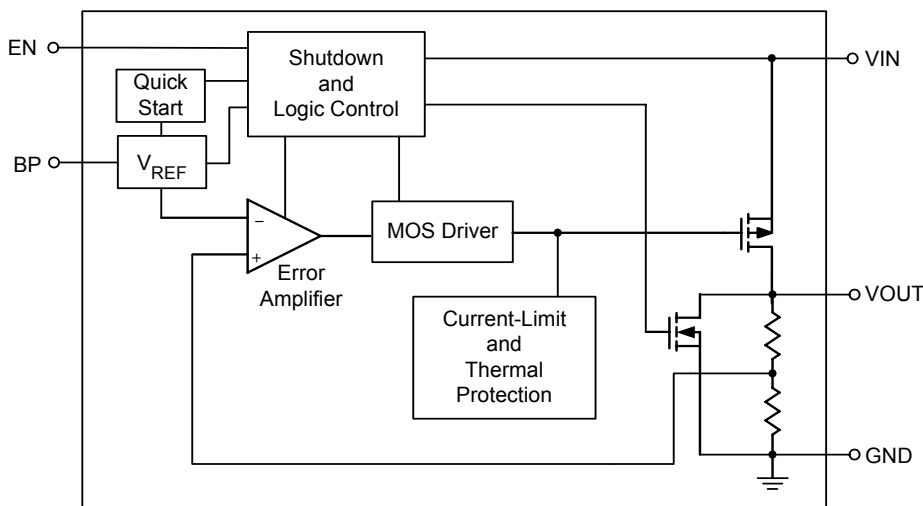 EN
VIN
Shutdown
and
Logic Control
Quick
Start
BP
VREF
−
+
Error
Amplifier
MOS Driver
Current-Limit
and
Thermal
Protection
VOUT
GND